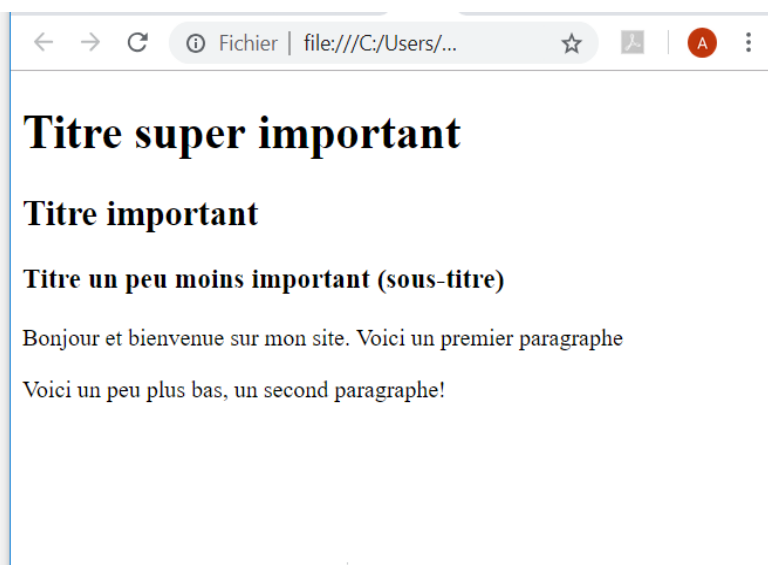 Fichier | file:///C:/Users/... A
Titre super important
Titre important
Titre un peu moins important (sous-titre)
Bonjour et bienvenue sur mon site. Voici un premier paragraphe
Voici un peu plus bas, un second paragraphe!